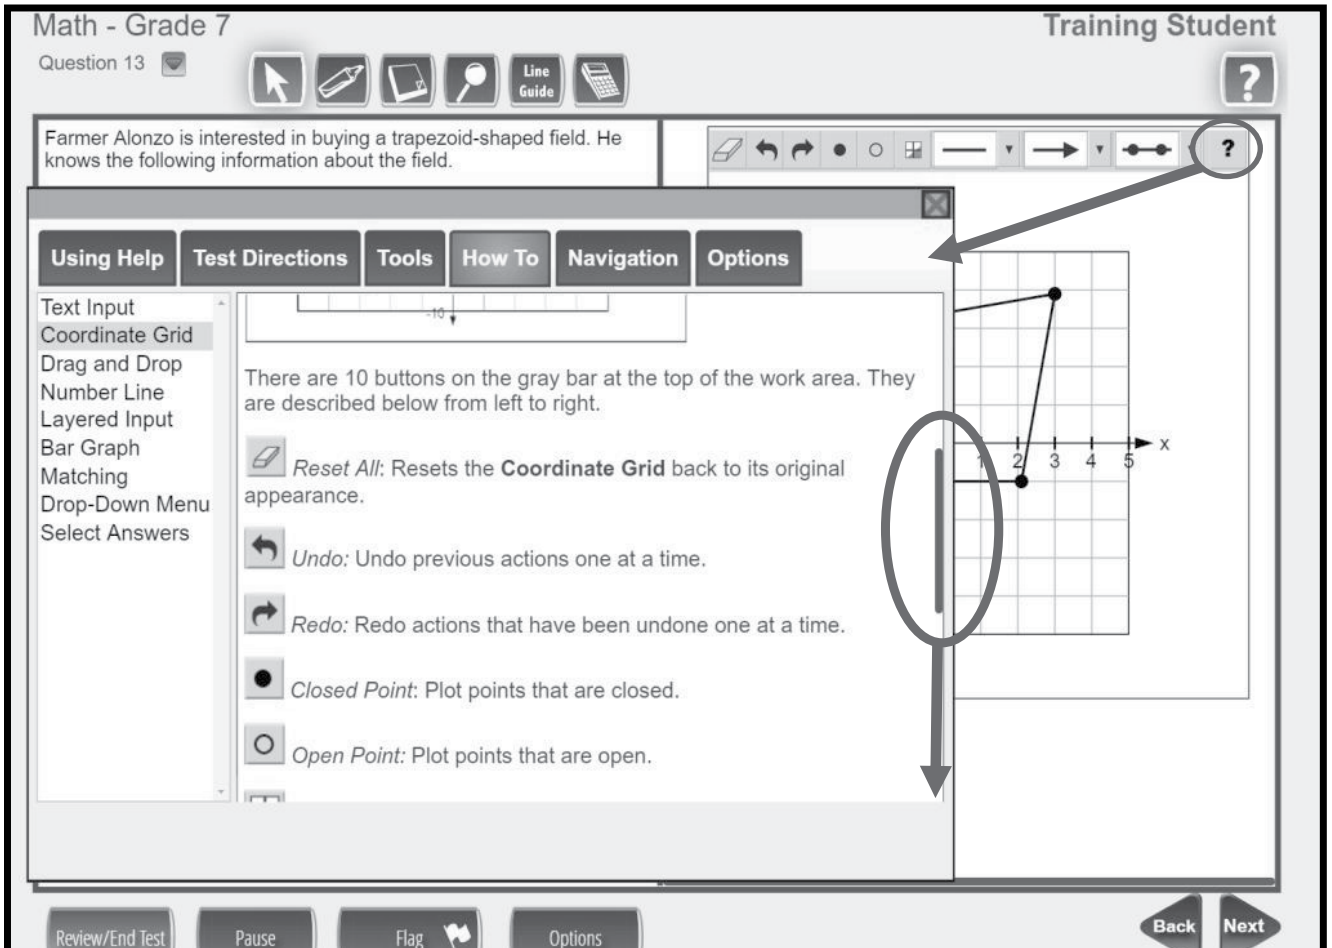 Math - Grade 7
Training Student
Question 13
Line
Guide
?
Farmer Alonzo is interested in buying a trapezoid-shaped field. He
knows the following information about the field.
?
Using Help
Test Directions
Tools
How To
Navigation
Options
Text Input
Coordinate Grid
Drag and Drop
Number Line
Layered Input
Bar Graph
Matching
Drop-Down Menu
Select Answers
-10
There are 10 buttons on the gray bar at the top of the work area. They
are described below from left to right.
Reset All: Resets the Coordinate Grid back to its original
appearance.
Undo: Undo previous actions one at a time.
Redo: Redo actions that have been undone one at a time.
Closed Point: Plot points that are closed.
Open Point: Plot points that are open.
1 2 3 4 5 x
Review/End Test
Pause
Flag
Options
Back
Next